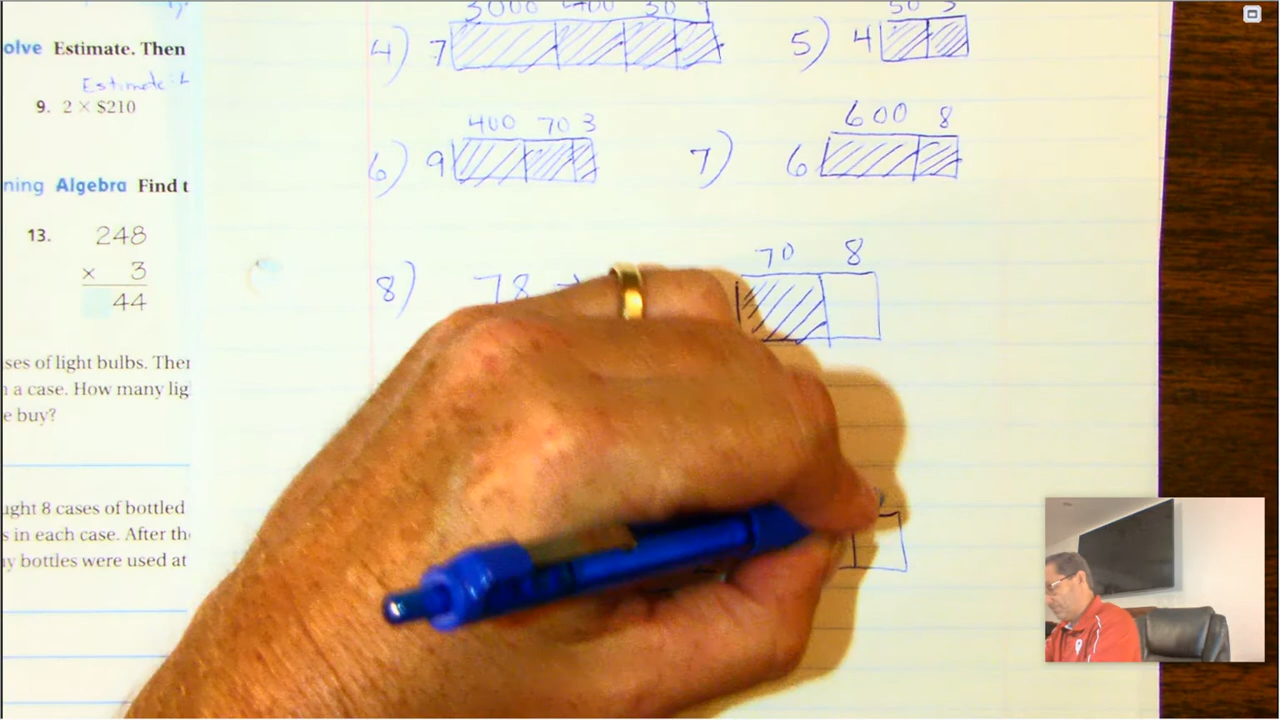 olve Estimate. Then
Estimate:
9. 2 × $210
ning Algebra Find t
13. 248
× 3
44
ses of light bulbs. Ther
a case. How many lig
e buy?
ught 8 cases of bottled
s in each case. After the
y bottles were used at
3000 400 30 9
4) 7
50 3
5) 4
400 70 3
6) 9
600 8
7) 6
70 8
8) 78